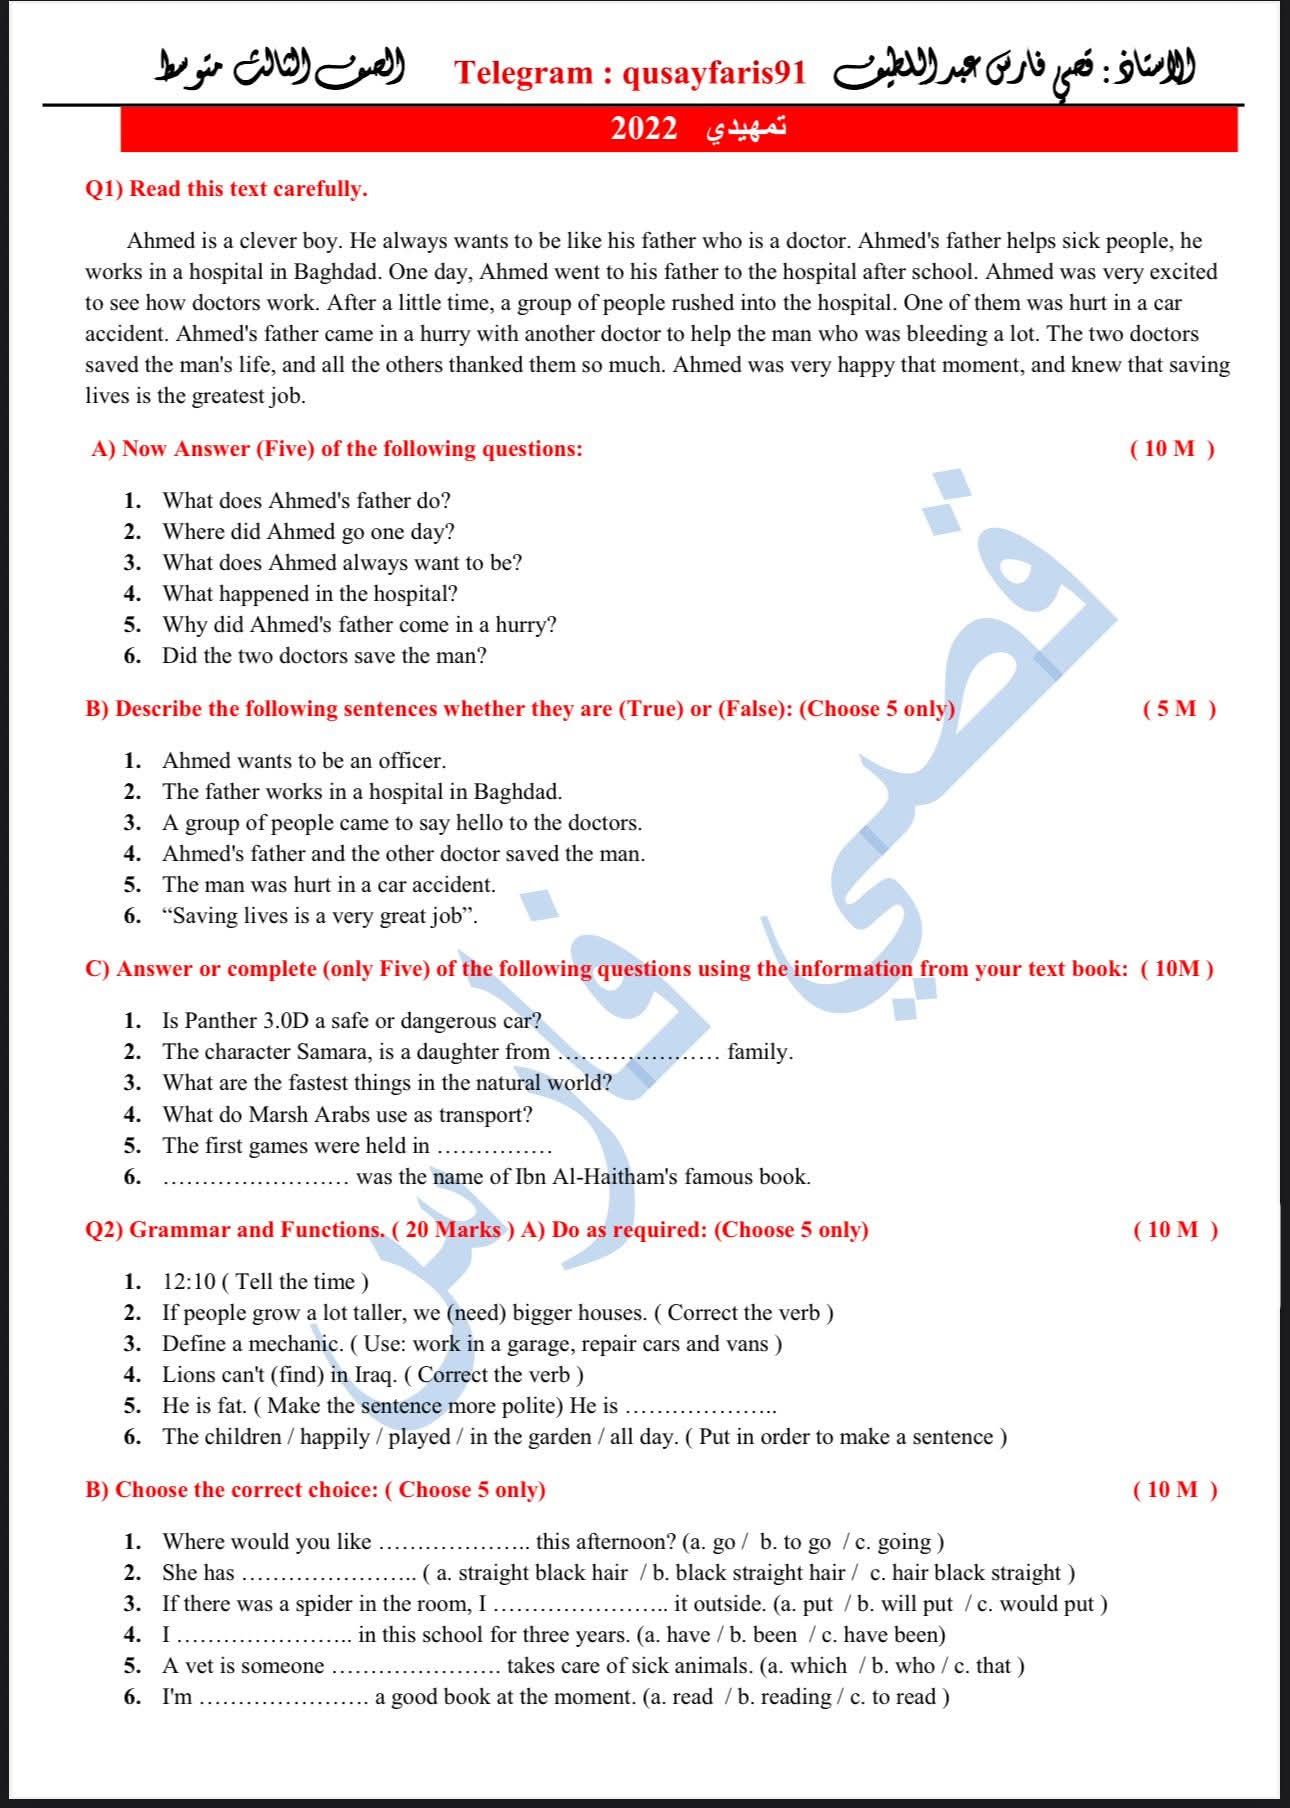 الاستاذ : قصي فارس عبد اللطيف Telegram : qusayfaris91 الصف الثالث متوسط
تمهيدي 2022
Q1) Read this text carefully.
Ahmed is a clever boy. He always wants to be like his father who is a doctor. Ahmed's father helps sick people, he
works in a hospital in Baghdad. One day, Ahmed went to his father to the hospital after school. Ahmed was very excited
to see how doctors work. After a little time, a group of people rushed into the hospital. One of them was hurt in a car
accident. Ahmed's father came in a hurry with another doctor to help the man who was bleeding a lot. The two doctors
saved the man's life, and all the others thanked them so much. Ahmed was very happy that moment, and knew that saving
lives is the greatest job.
A) Now Answer (Five) of the following questions: ( 10 M )
1. What does Ahmed's father do?
2. Where did Ahmed go one day?
3. What does Ahmed always want to be?
4. What happened in the hospital?
5. Why did Ahmed's father come in a hurry?
6. Did the two doctors save the man?
B) Describe the following sentences whether they are (True) or (False): (Choose 5 only) ( 5 M )
1. Ahmed wants to be an officer.
2. The father works in a hospital in Baghdad.
3. A group of people came to say hello to the doctors.
4. Ahmed's father and the other doctor saved the man.
5. The man was hurt in a car accident.
6. “Saving lives is a very great job”.
C) Answer or complete (only Five) of the following questions using the information from your text book: ( 10M )
1. Is Panther 3.0D a safe or dangerous car?
2. The character Samara, is a daughter from ………………… family.
3. What are the fastest things in the natural world?
4. What do Marsh Arabs use as transport?
5. The first games were held in ……………
6. …………………… was the name of Ibn Al-Haitham's famous book.
Q2) Grammar and Functions. ( 20 Marks ) A) Do as required: (Choose 5 only) ( 10 M )
1. 12:10 ( Tell the time )
2. If people grow a lot taller, we (need) bigger houses. ( Correct the verb )
3. Define a mechanic. ( Use: work in a garage, repair cars and vans )
4. Lions can't (find) in Iraq. ( Correct the verb )
5. He is fat. ( Make the sentence more polite) He is ………………..
6. The children / happily / played / in the garden / all day. ( Put in order to make a sentence )
B) Choose the correct choice: ( Choose 5 only) ( 10 M )
1. Where would you like ……………….. this afternoon? (a. go / b. to go / c. going )
2. She has ………………….. ( a. straight black hair / b. black straight hair / c. hair black straight )
3. If there was a spider in the room, I ………………….. it outside. (a. put / b. will put / c. would put )
4. I ………………….. in this school for three years. (a. have / b. been / c. have been)
5. A vet is someone …………………. takes care of sick animals. (a. which / b. who / c. that )
6. I'm …………………. a good book at the moment. (a. read / b. reading / c. to read )
قصي فارس